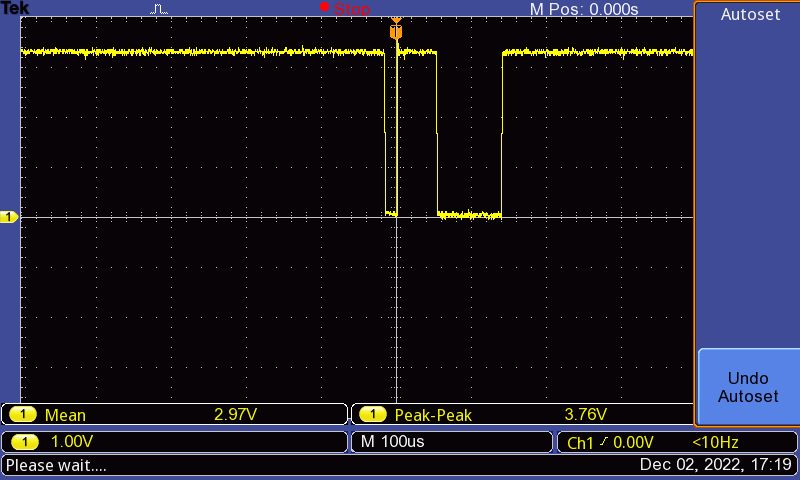 Tek Stop M Pos: 0.000s
Autoset
T
1
Undo
Autoset
1 Mean 2.97V 1 Peak-Peak 3.76V
1 1.00V M 100us Ch1 / 0.00V <10Hz
Please wait.... Dec 02, 2022, 17:19